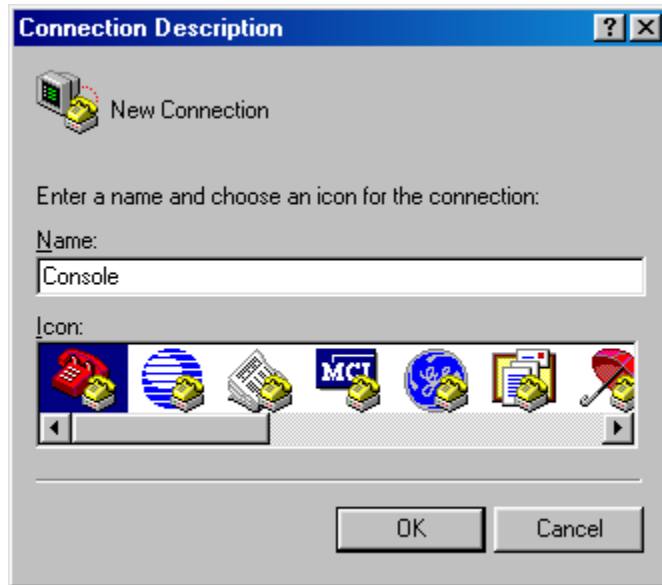 Connection Description
New Connection
Enter a name and choose an icon for the connection:
Name:
Console
Icon:
MCI
OK Cancel